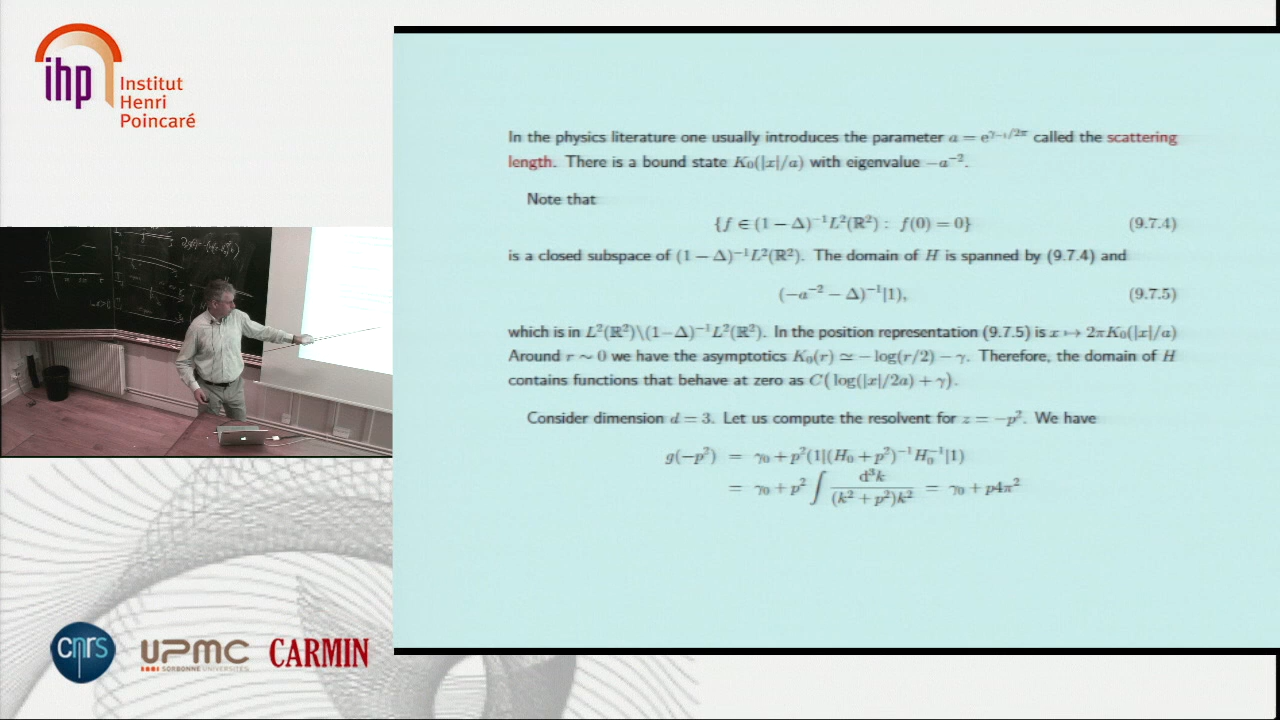 ihp Institut
Henri
Poincaré
In the physics literature one usually introduces the parameter a = e^{γ₋₁/2π} called the scattering
length. There is a bound state K₀(|x|/a) with eigenvalue −a⁻².
Note that
{f ∈ (1 − Δ)⁻¹L²(ℝ²) : f(0) = 0} (9.7.4)
is a closed subspace of (1 − Δ)⁻¹L²(ℝ²). The domain of H is spanned by (9.7.4) and
(−a⁻² − Δ)⁻¹|1), (9.7.5)
which is in L²(ℝ²)\(1−Δ)⁻¹L²(ℝ²). In the position representation (9.7.5) is x ↦ 2πK₀(|x|/a)
Around r ∼ 0 we have the asymptotics K₀(r) ≃ − log(r/2) − γ. Therefore, the domain of H
contains functions that behave at zero as C(log(|x|/2a) + γ).
Consider dimension d = 3. Let us compute the resolvent for z = −p². We have
g(−p²) = γ₀ + p²(1|(H₀ + p²)⁻¹H₀⁻¹|1)
= γ₀ + p² ∫ d³k / (k² + p²)k² = γ₀ + p4π²
cnrs UPMC CARMIN
SORBONNE UNIVERSITÉS